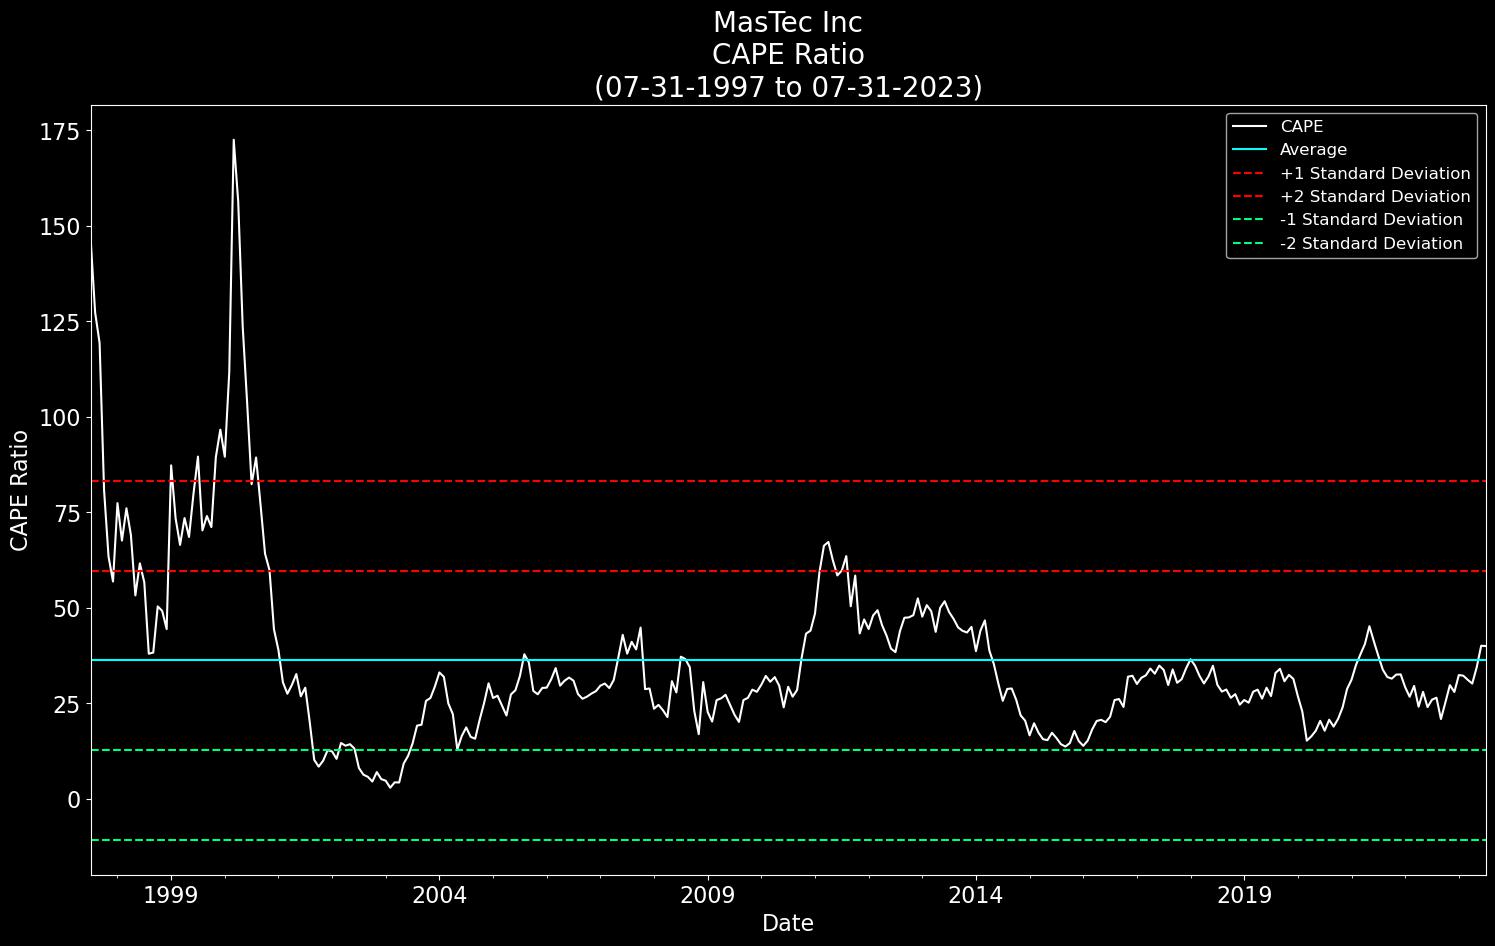 MasTec Inc
CAPE Ratio
(07-31-1997 to 07-31-2023)
CAPE
Average
+1 Standard Deviation
+2 Standard Deviation
-1 Standard Deviation
-2 Standard Deviation
CAPE Ratio
175
150
125
100
75
50
25
0
1999 2004 2009 2014 2019
Date